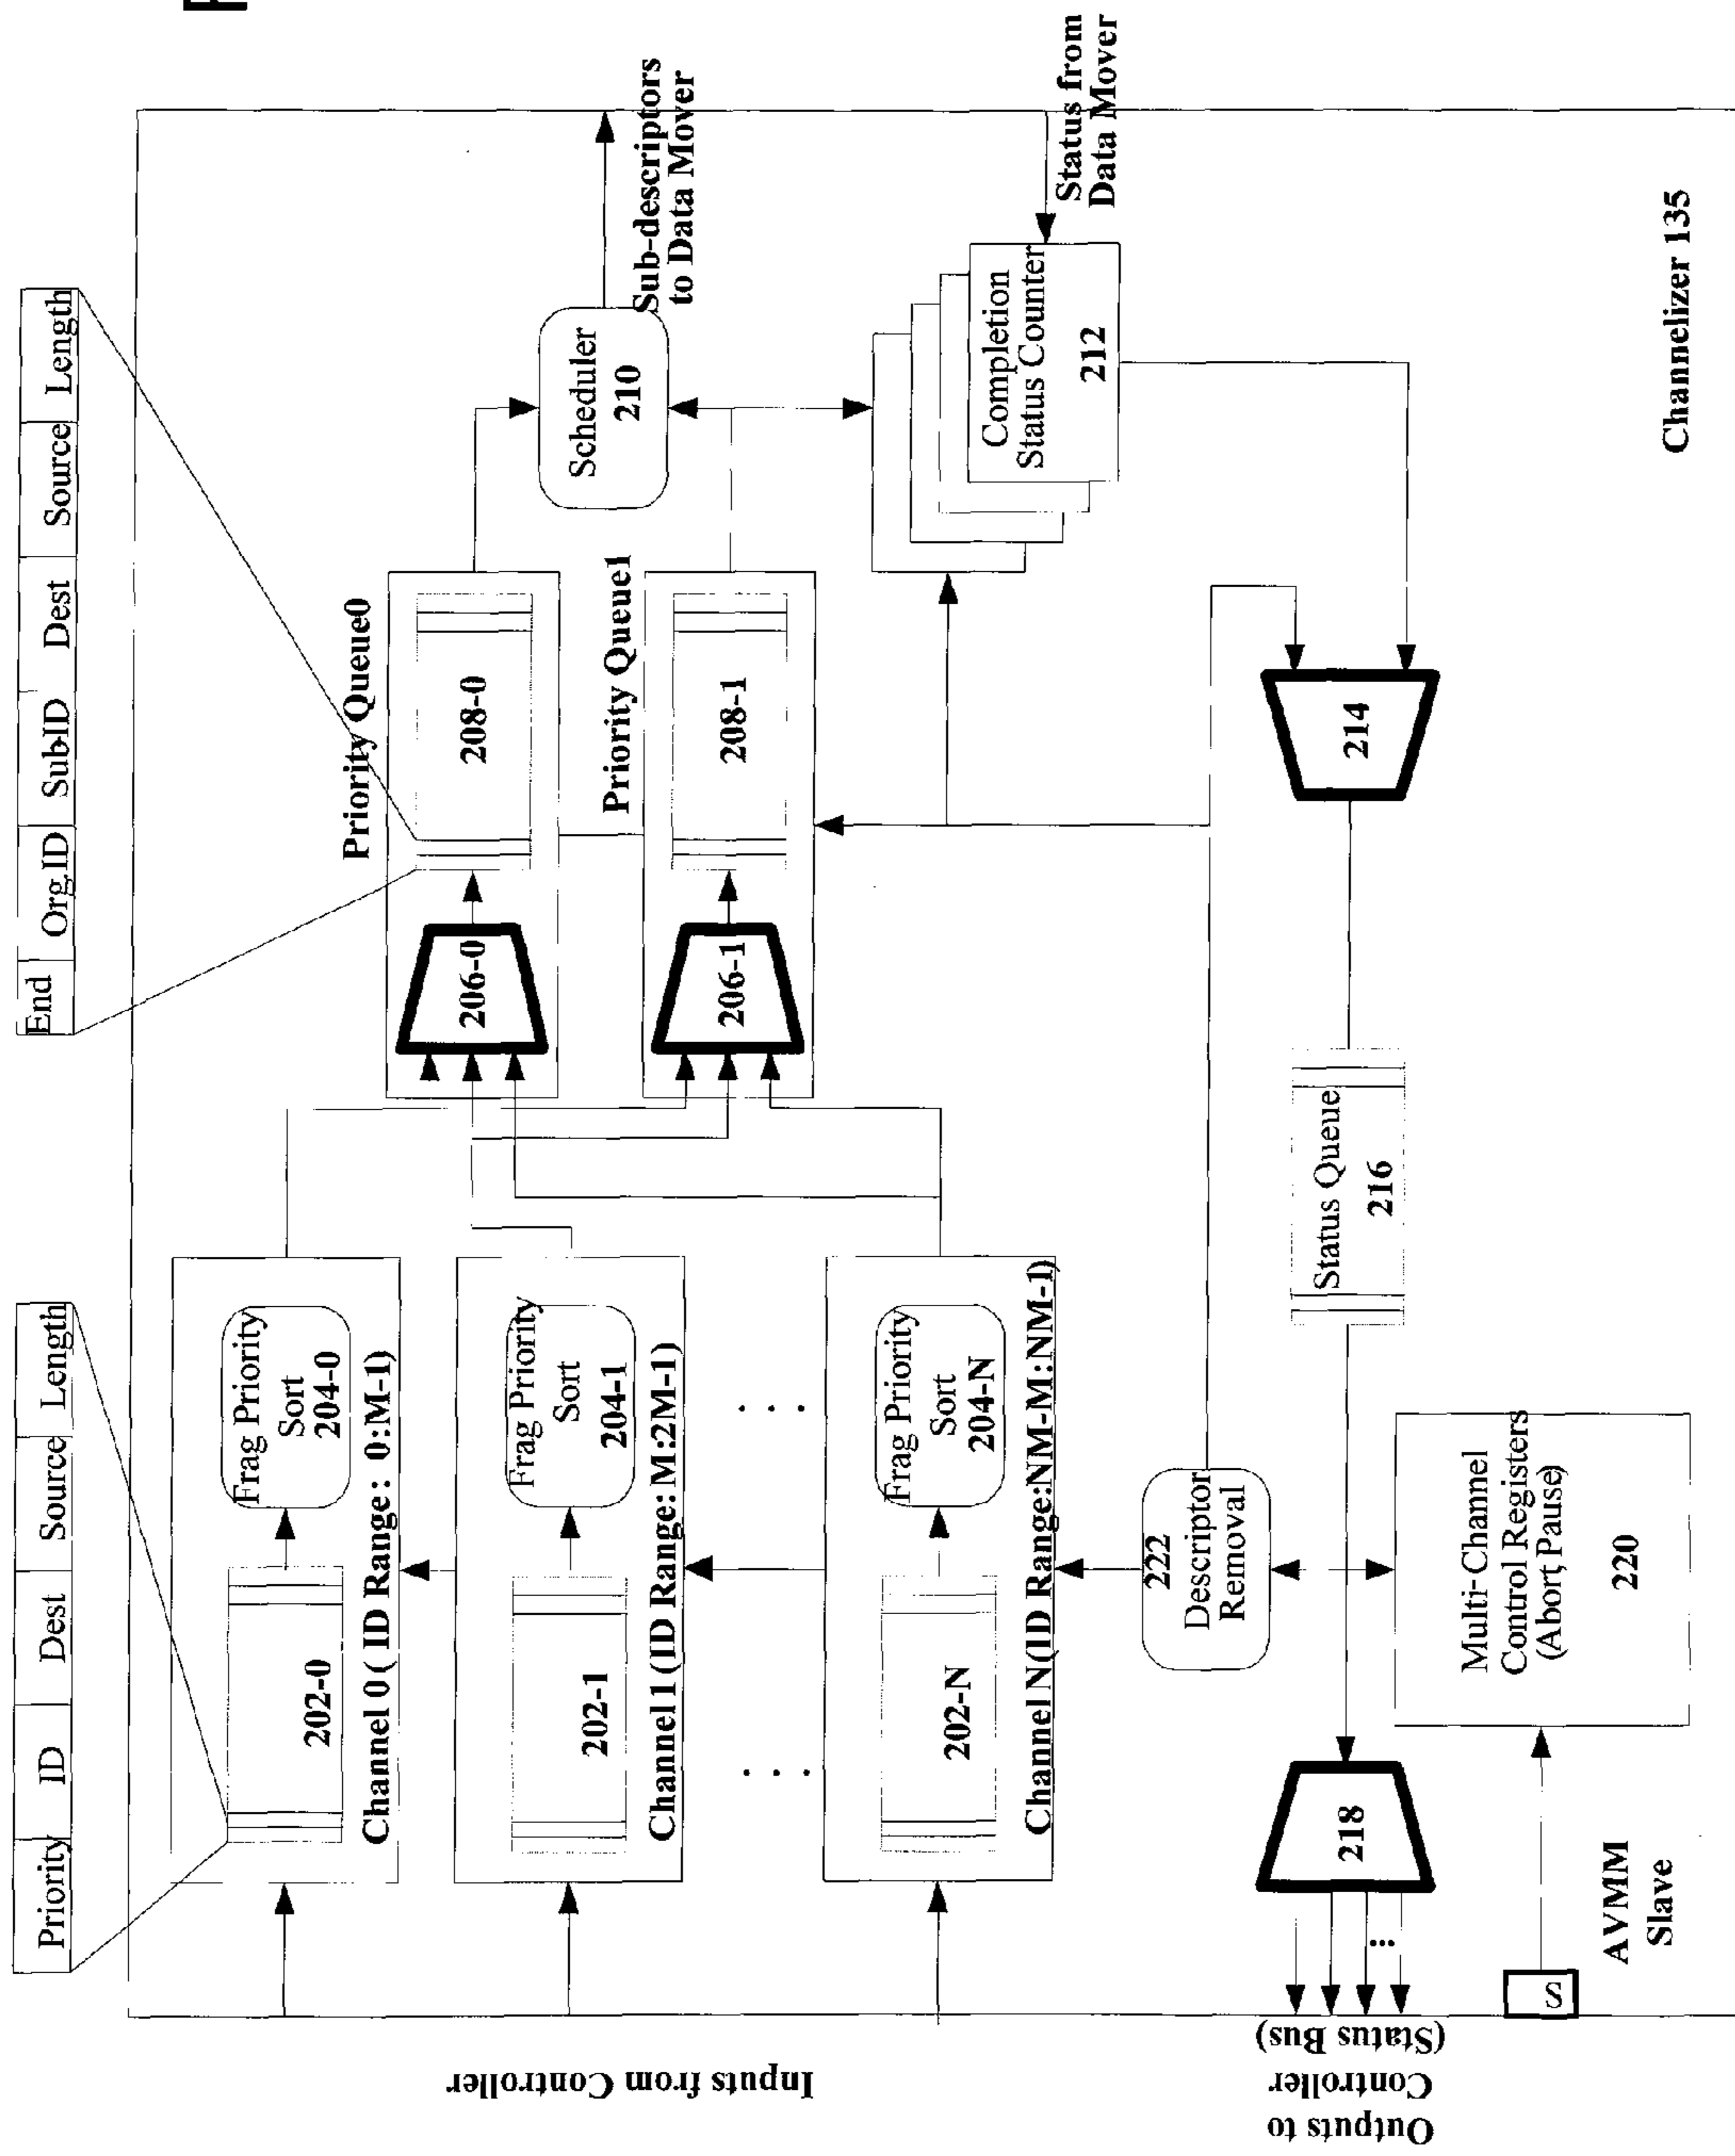 Priority ID Dest Source Length
End Org.ID SubID Dest Source Length
Inputs from Controller
202-0
Frag Priority
Sort
204-0
Channel 0 ( ID Range : 0:M-1)
202-1
Frag Priority
Sort
204-1
Channel 1 (ID Range: M:2M-1)
. . .
. . .
202-N
Frag Priority
Sort
204-N
Channel N(ID Range:NM-M:NM-1)
Priority Queue0
206-0
208-0
Priority Queue1
206-1
208-1
Scheduler
210
Sub-descriptors
to Data Mover
Completion
Status Counter
212
Status from
Data Mover
222
Descriptor
Removal
214
Status Queue
216
218
...
Outputs to
Controller
(Status Bus)
Multi-Channel
Control Registers
(Abort, Pause)
220
S
AVMM
Slave
Channelizer 135